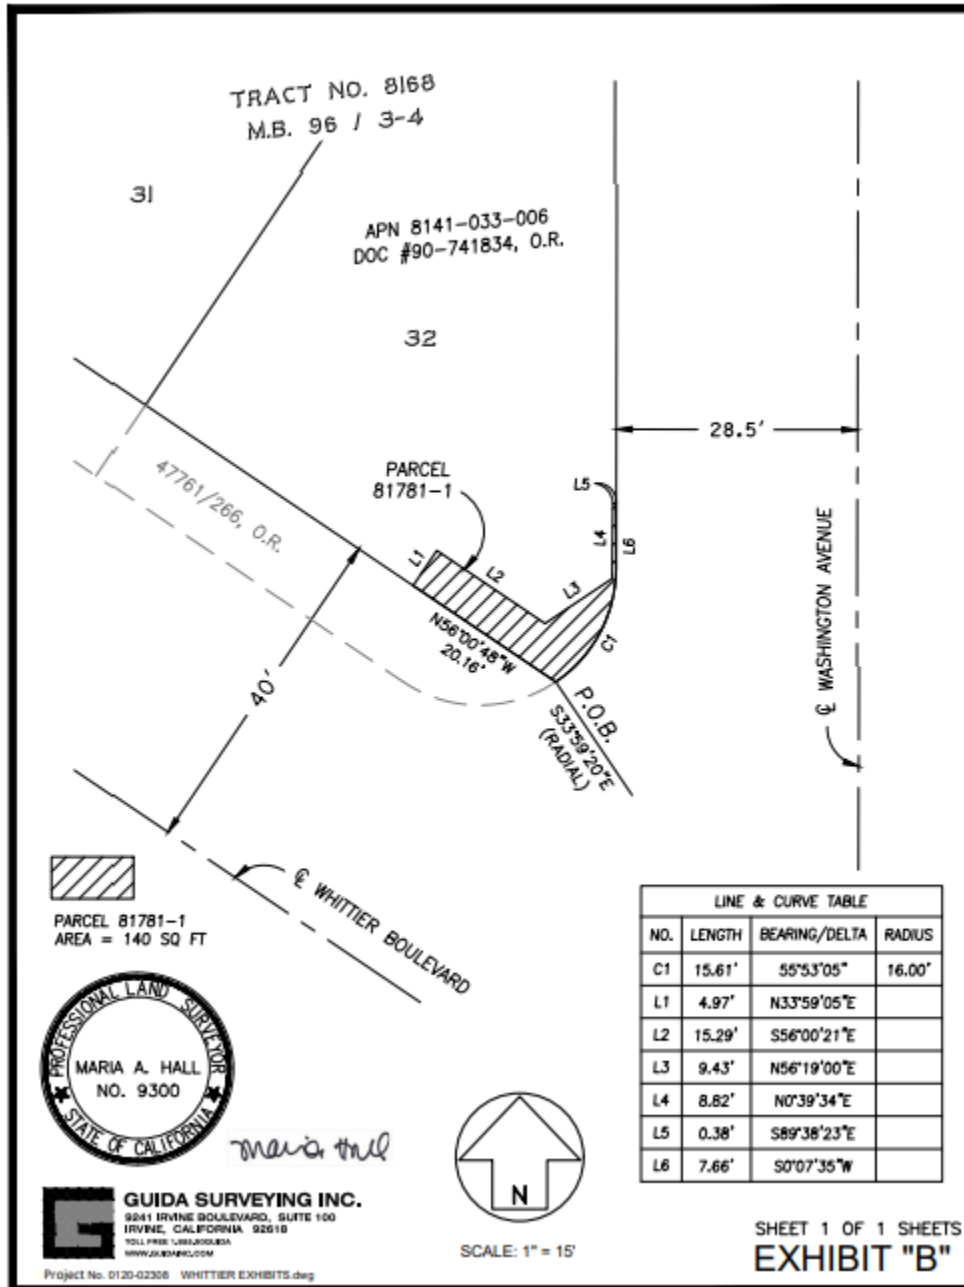 TRACT NO. 8168
M.B. 96 / 3-4
31
APN 8141-033-006
DOC #90-741834, O.R.
32
28.5'
PARCEL
81781-1
47761/266, O.R.
L5
L4
L6
L1
L2
L3
C1
N56°00'48"W
20.16'
P.O.B.
S33°59'20"E
(RADIAL)
40'
℄ WASHINGTON AVENUE
℄ WHITTIER BOULEVARD
PARCEL 81781-1
AREA = 140 SQ FT
PROFESSIONAL LAND SURVEYOR
MARIA A. HALL
NO. 9300
STATE OF CALIFORNIA
Maria Hall
LINE & CURVE TABLE
NO. LENGTH BEARING/DELTA RADIUS
C1 15.61' 55°53'05" 16.00'
L1 4.97' N33°59'05"E
L2 15.29' S56°00'21"E
L3 9.43' N56°19'00"E
L4 8.82' N0°39'34"E
L5 0.38' S89°38'23"E
L6 7.66' S0°07'35"W
G
GUIDA SURVEYING INC.
9241 IRVINE BOULEVARD, SUITE 100
IRVINE, CALIFORNIA 92618
TOLL FREE
WWW.GUIDAINC.COM
Project No. 0120-02308 WHITTIER EXHIBITS.dwg
N
SCALE: 1" = 15'
SHEET 1 OF 1 SHEETS
EXHIBIT "B"